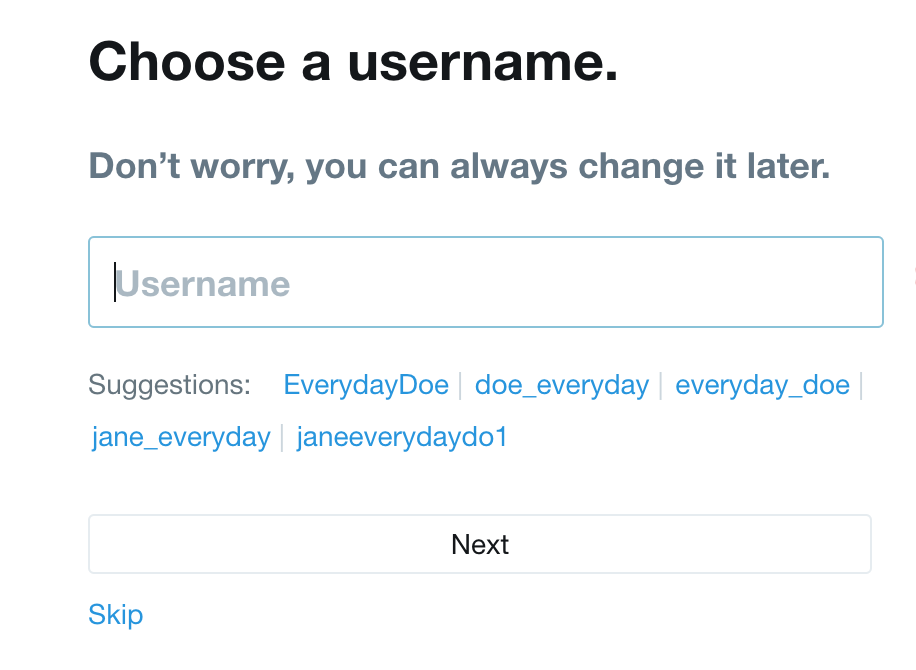 Choose a username.
Don’t worry, you can always change it later.
Username
Suggestions: EverydayDoe | doe_everyday | everyday_doe |
jane_everyday | janeeverydaydo1
Next
Skip